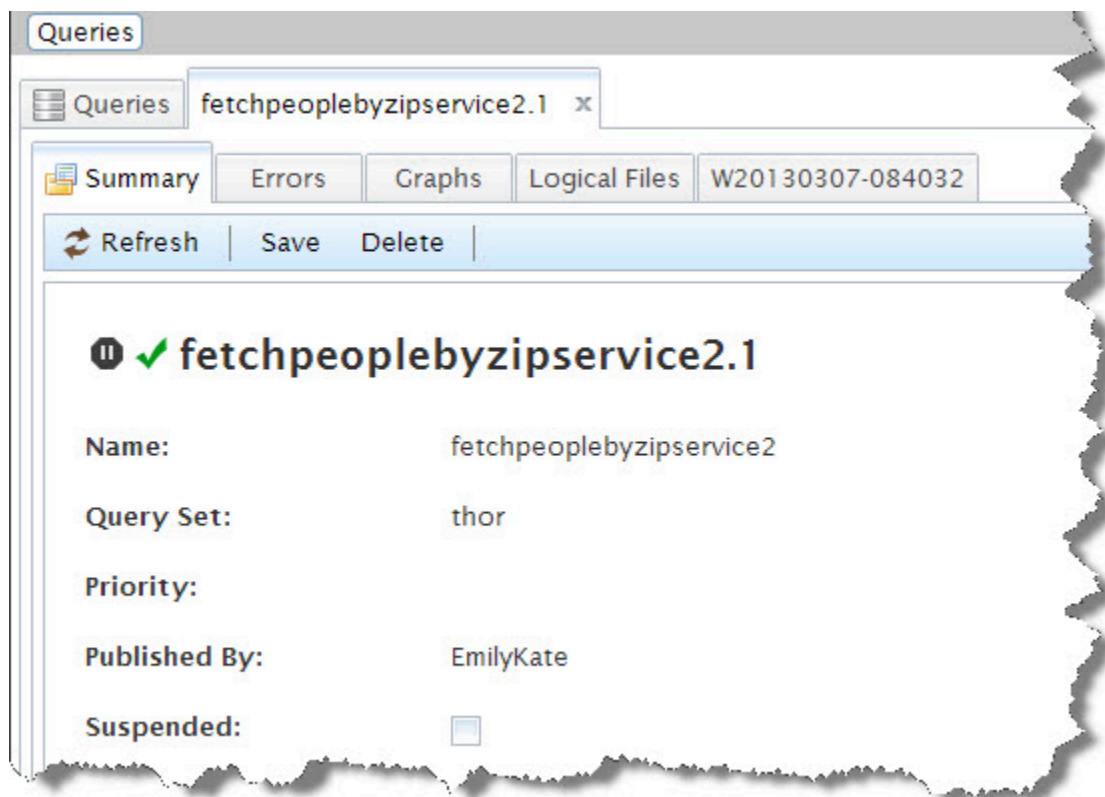 Queries
Queries fetchpeoplebyzipservice2.1 x
Summary Errors Graphs Logical Files W20130307-084032
Refresh Save Delete
fetchpeoplebyzipservice2.1
Name: fetchpeoplebyzipservice2
Query Set: thor
Priority:
Published By: EmilyKate
Suspended: